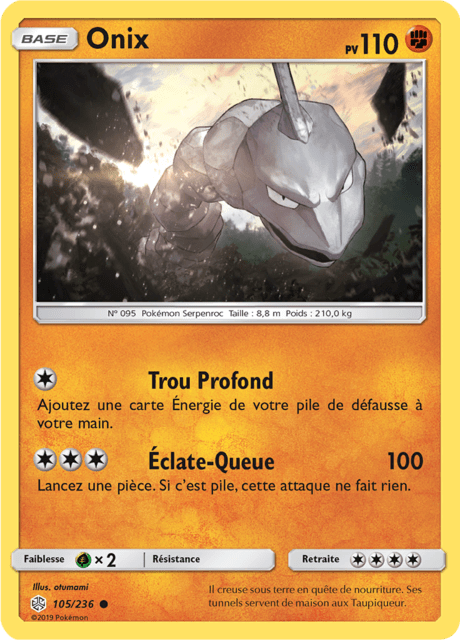 BASE Onix PV 110
N° 095 Pokémon Serpenroc Taille : 8,8 m Poids : 210,0 kg
Trou Profond
Ajoutez une carte Énergie de votre pile de défausse à
votre main.
Éclate-Queue 100
Lancez une pièce. Si c'est pile, cette attaque ne fait rien.
Faiblesse ×2 Résistance Retraite
Illus. otumami
105/236
©2019 Pokémon
Il creuse sous terre en quête de nourriture. Ses
tunnels servent de maison aux Taupiqueur.